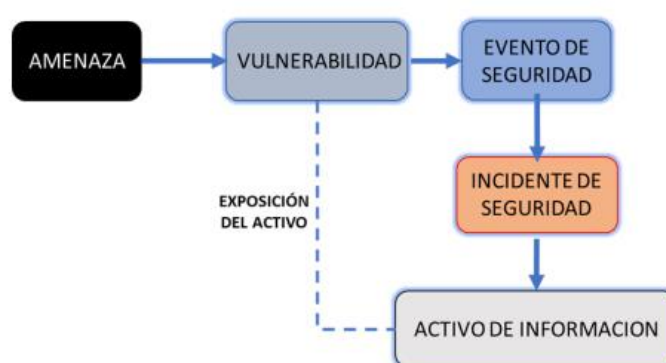 AMENAZA
VULNERABILIDAD
EVENTO DE
SEGURIDAD
INCIDENTE DE
SEGURIDAD
EXPOSICIÓN
DEL ACTIVO
ACTIVO DE INFORMACION